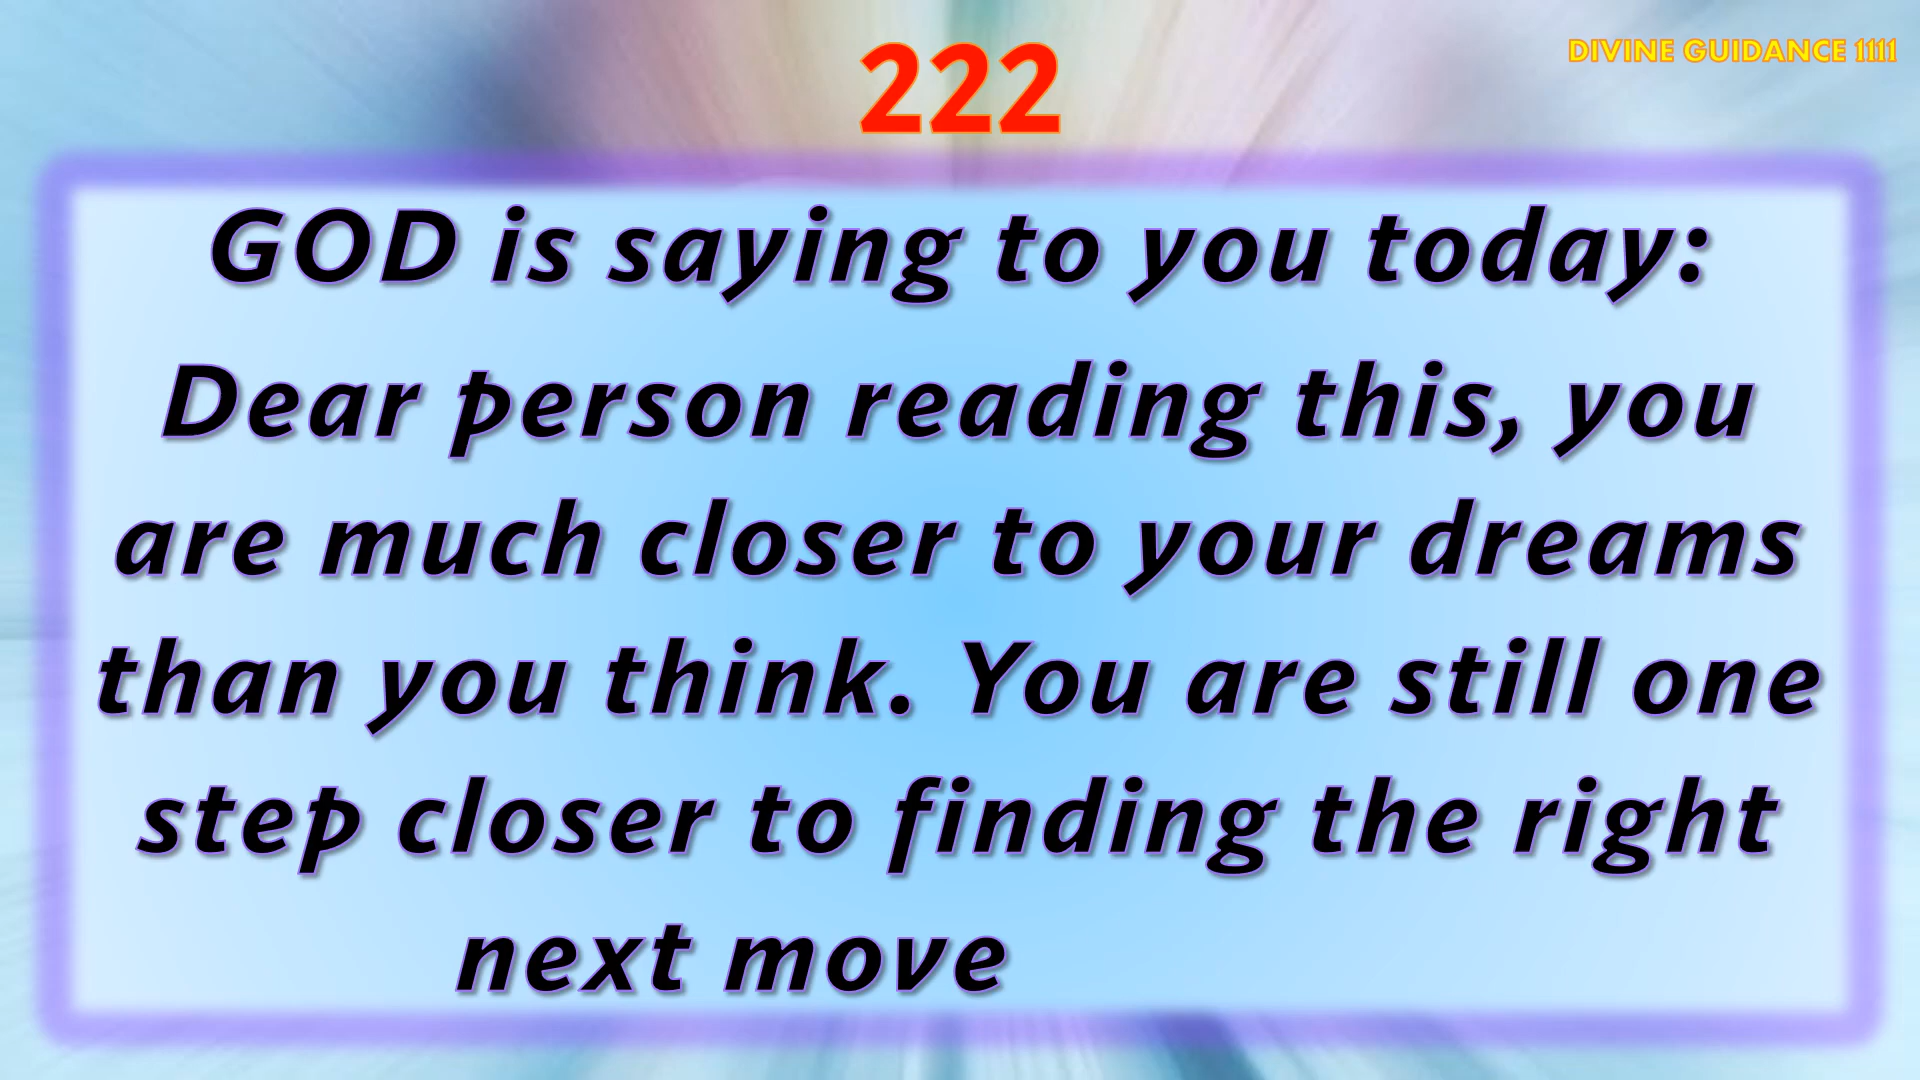 222
DIVINE GUIDANCE 1111
GOD is saying to you today:
Dear person reading this, you
are much closer to your dreams
than you think. You are still one
step closer to finding the right
next move